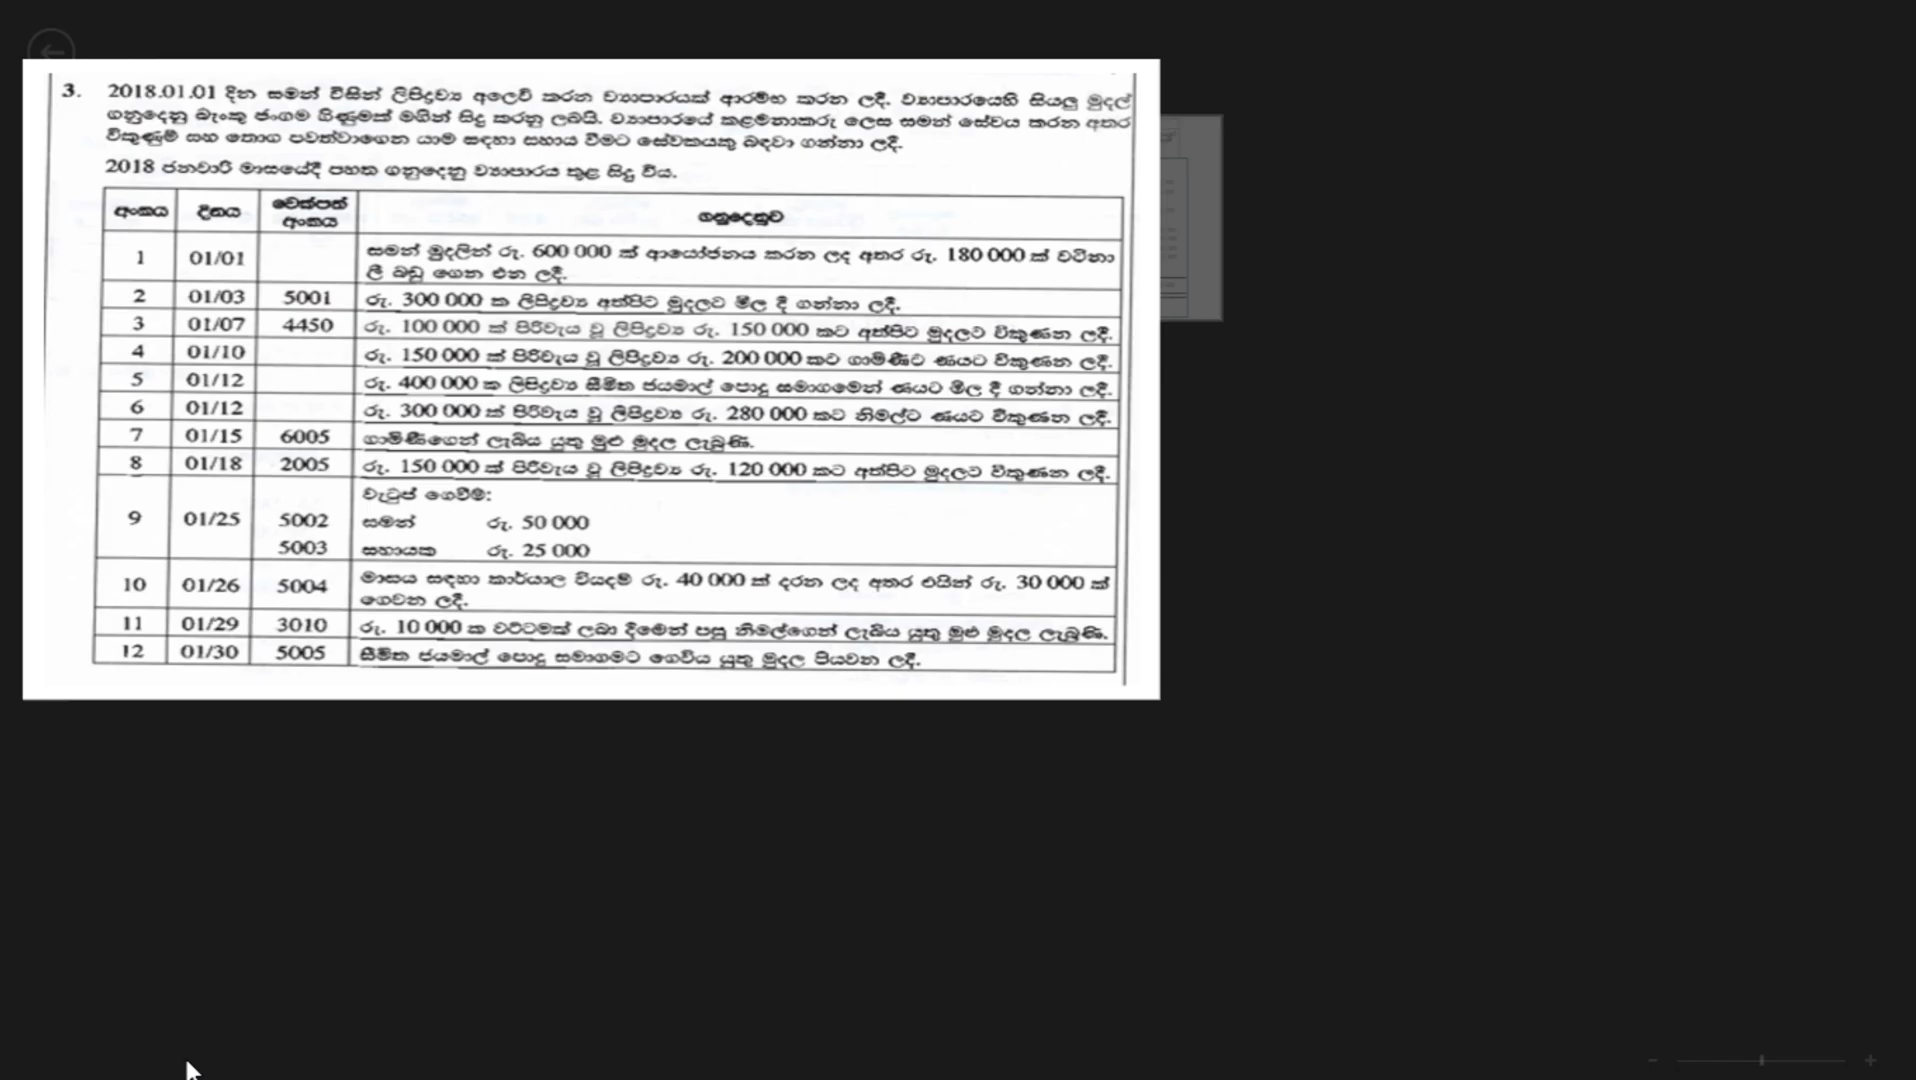 3. 2018.01.01 දින සමන් විසින් ලිපිද්‍රව්‍ය අලෙවි කරන ව්‍යාපාරයක් ආරම්භ කරන ලදී. ව්‍යාපාරයෙහි සියලු මුදල්
ගනුදෙනු බැංකු ජංගම ගිණුමක් මගින් සිදු කරනු ලබයි. ව්‍යාපාරයේ කළමනාකරු ලෙස සමන් සේවය කරන අතර
විකුණුම් සහ තොග පවත්වාගෙන යාම සඳහා සහාය වීමට සේවකයකු බඳවා ගන්නා ලදී.
2018 ජනවාරි මාසයේදී පහත ගනුදෙනු ව්‍යාපාරය තුළ සිදු විය.
අංකය දිනය චෙක්පත් අංකය ගනුදෙනුව
1 01/01 සමන් මුදලින් රු. 600 000 ක් ආයෝජනය කරන ලද අතර රු. 180 000 ක් වටිනා
ලී බඩු ගෙන එන ලදී.
2 01/03 5001 රු. 300 000 ක ලිපිද්‍රව්‍ය අත්පිට මුදලට මිල දී ගන්නා ලදී.
3 01/07 4450 රු. 100 000 ක් පිරිවැය වූ ලිපිද්‍රව්‍ය රු. 150 000 කට අත්පිට මුදලට විකුණන ලදී.
4 01/10 රු. 150 000 ක් පිරිවැය වූ ලිපිද්‍රව්‍ය රු. 200 000 කට ගාමිණීට ණයට විකුණන ලදී.
5 01/12 රු. 400 000 ක ලිපිද්‍රව්‍ය සීමිත ජයමාල් පොදු සමාගමෙන් ණයට මිල දී ගන්නා ලදී.
6 01/12 රු. 300 000 ක් පිරිවැය වූ ලිපිද්‍රව්‍ය රු. 280 000 කට නිමල්ට ණයට විකුණන ලදී.
7 01/15 6005 ගාමිණීගෙන් ලැබිය යුතු මුළු මුදල ලැබුණි.
8 01/18 2005 රු. 150 000 ක් පිරිවැය වූ ලිපිද්‍රව්‍ය රු. 120 000 කට අත්පිට මුදලට විකුණන ලදී.
වැටුප් ගෙවීම්:
9 01/25 5002 සමන් රු. 50 000
5003 සහායක රු. 25 000
10 01/26 5004 මාසය සඳහා කාර්යාල වියදම් රු. 40 000 ක් දරන ලද අතර එයින් රු. 30 000 ක්
ගෙවන ලදී.
11 01/29 3010 රු. 10 000 ක වට්ටමක් ලබා දීමෙන් පසු නිමල්ගෙන් ලැබිය යුතු මුළු මුදල ලැබුණි.
12 01/30 5005 සීමිත ජයමාල් පොදු සමාගමට ගෙවිය යුතු මුදල පියවන ලදී.